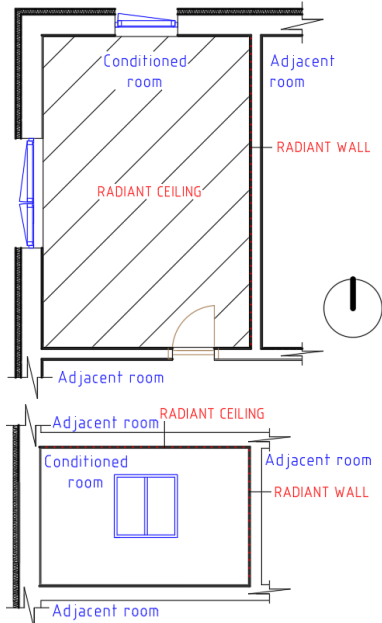 Conditioned
room
Adjacent
room
RADIANT WALL
RADIANT CEILING
Adjacent room
RADIANT CEILING
Adjacent room
Conditioned
room
Adjacent room
RADIANT WALL
Adjacent room